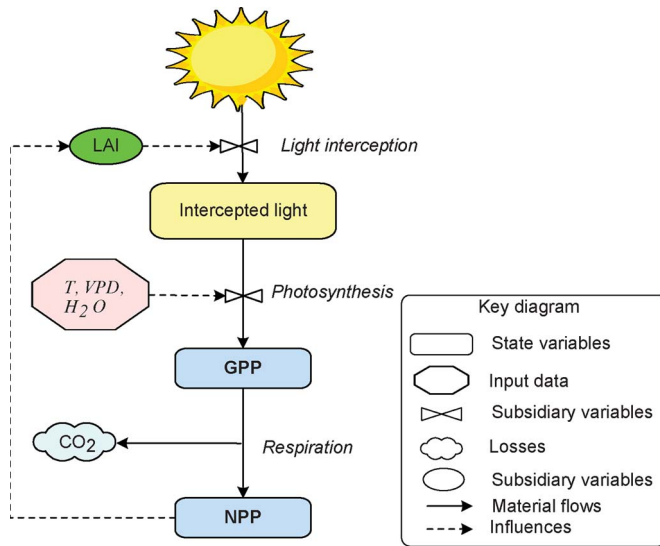 LAI
Light interception
Intercepted light
T, VPD,
H2O
Photosynthesis
GPP
CO2
Respiration
NPP
Key diagram
State variables
Input data
Subsidiary variables
Losses
Subsidiary variables
Material flows
Influences